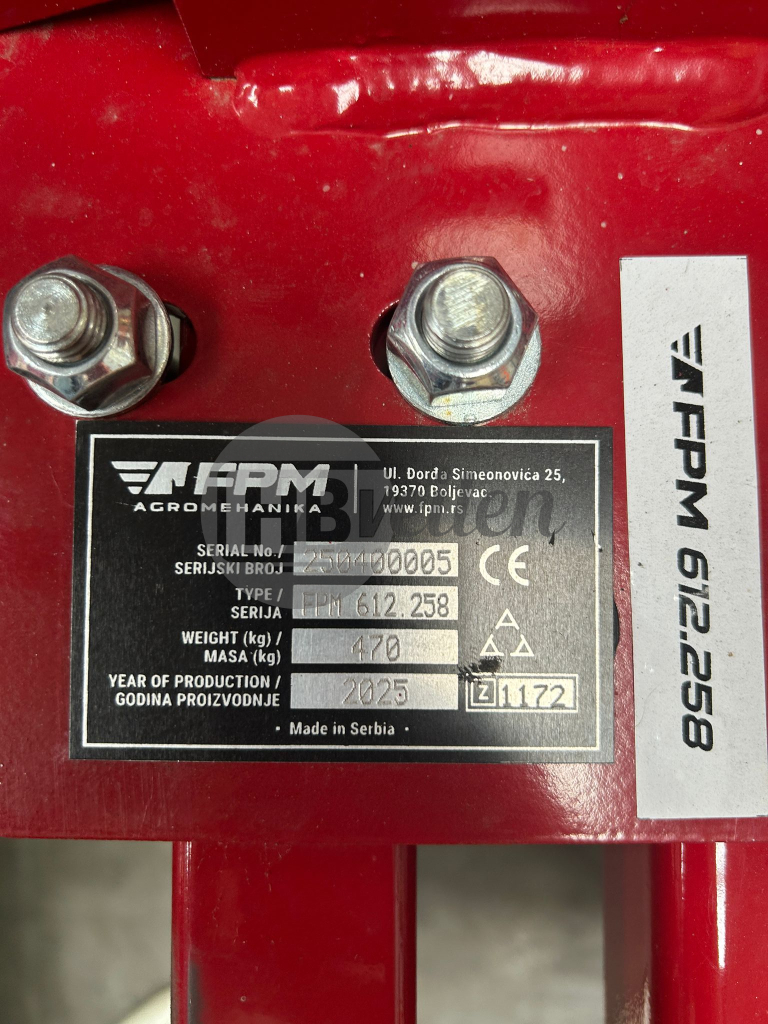 FPM
AGROMEHANIKA
Ul. Đorđa Simeonovića 25,
19370 Boljevac.
www.fpm.rs
IHBWeden
SERIAL No./
SERIJSKI BROJ
250400005
CE
TYPE /
SERIJA
FPM 612.258
WEIGHT (kg) /
MASA (kg)
470
A
A A
YEAR OF PRODUCTION /
GODINA PROIZVODNJE
2025
Z 1172
• Made in Serbia •
FPM 612.258
8